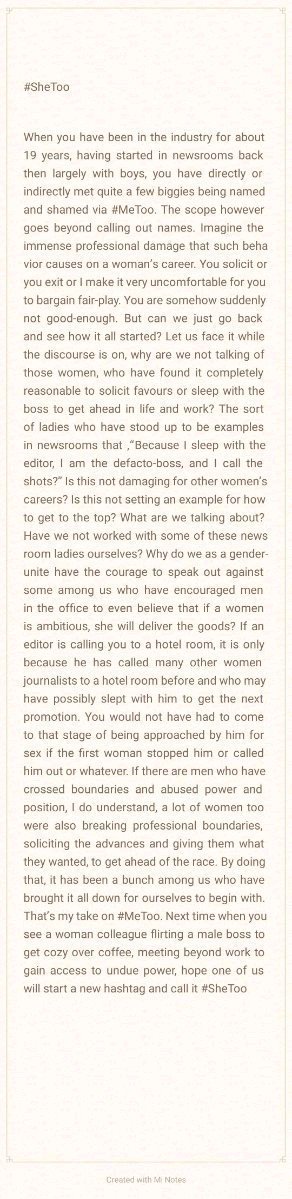 #SheToo
When you have been in the industry for about
19 years, having started in newsrooms back
then largely with boys, you have directly or
indirectly met quite a few biggies being named
and shamed via #MeToo. The scope however
goes beyond calling out names. Imagine the
immense professional damage that such beha
vior causes on a woman's career. You solicit or
you exit or I make it very uncomfortable for you
to bargain fair-play. You are somehow suddenly
not good-enough. But can we just go back
and see how it all started? Let us face it while
the discourse is on, why are we not talking of
those women, who have found it completely
reasonable to solicit favours or sleep with the
boss to get ahead in life and work? The sort
of ladies who have stood up to be examples
in newsrooms that ,“Because I sleep with the
editor, I am the defacto-boss, and I call the
shots?” Is this not damaging for other women's
careers? Is this not setting an example for how
to get to the top? What are we talking about?
Have we not worked with some of these news
room ladies ourselves? Why do we as a gender-
unite have the courage to speak out against
some among us who have encouraged men
in the office to even believe that if a women
is ambitious, she will deliver the goods? If an
editor is calling you to a hotel room, it is only
because he has called many other women
journalists to a hotel room before and who may
have possibly slept with him to get the next
promotion. You would not have had to come
to that stage of being approached by him for
sex if the first woman stopped him or called
him out or whatever. If there are men who have
crossed boundaries and abused power and
position, I do understand, a lot of women too
were also breaking professional boundaries,
soliciting the advances and giving them what
they wanted, to get ahead of the race. By doing
that, it has been a bunch among us who have
brought it all down for ourselves to begin with.
That's my take on #MeToo. Next time when you
see a woman colleague flirting a male boss to
get cozy over coffee, meeting beyond work to
gain access to undue power, hope one of us
will start a new hashtag and call it #SheToo
Created with Mi Notes